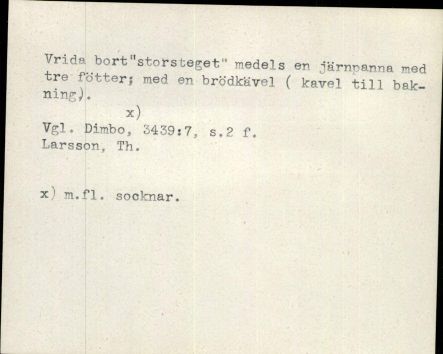 Vrida bort"storsteget" medels en järnpanna med
tre fötter; med en brödkävel ( kavel till bak-
ning).
x)
Vgl. Dimbo, 3439:7, s.2 f.
Larsson, Th.
x) m.fl. socknar.